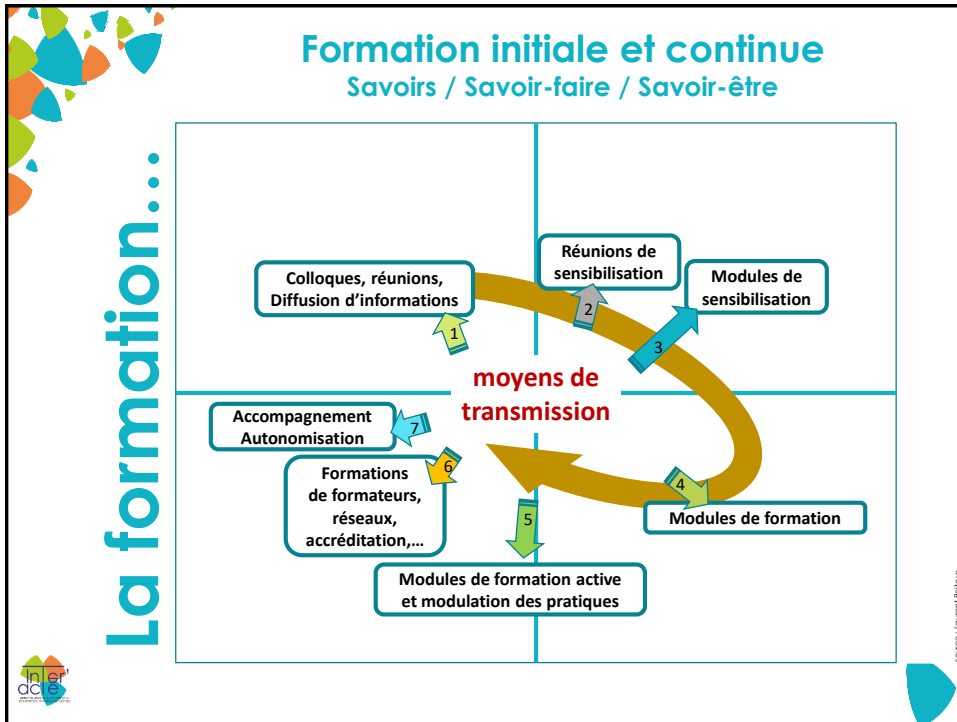 Formation initiale et continue
Savoirs / Savoir-faire / Savoir-être
La formation...
Colloques, réunions,
Diffusion d'informations
1
Réunions de
sensibilisation
2
Modules de
sensibilisation
3
moyens de
transmission
Accompagnement
Autonomisation
7
Formations
de formateurs,
réseaux,
accréditation,...
6
4
Modules de formation
5
Modules de formation active
et modulation des pratiques
Inter'
acte